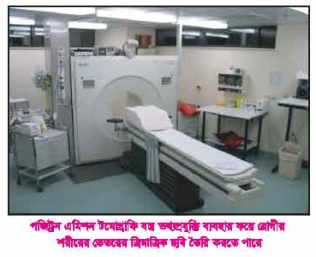 পজিট্রন এমিশন টমোগ্রাফি যন্ত্র তথ্যপ্রযুক্তি ব্যবহার করে রোগীর
শরীরের ভেতরের ত্রিমাত্রিক ছবি তৈরি করতে পারে